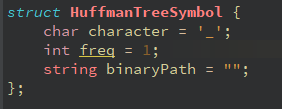 struct HuffmanTreeSymbol {
    char character = '_';
    int freq = 1;
    string binaryPath = "";
};